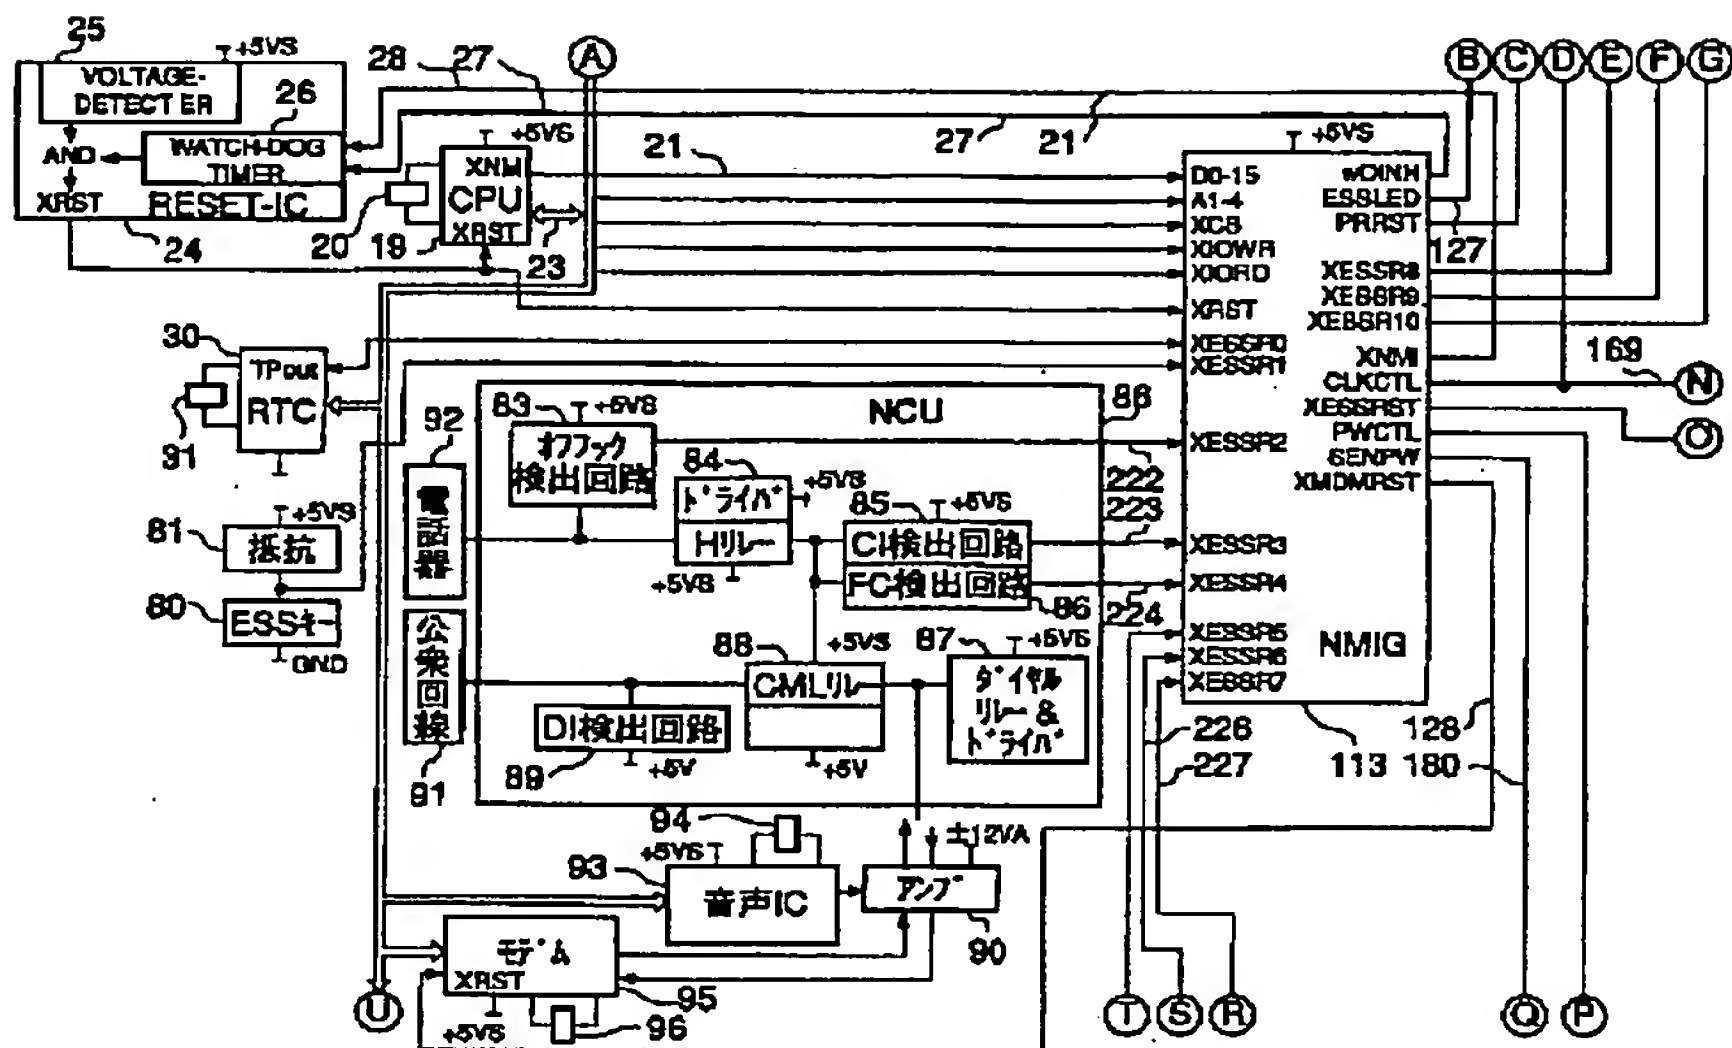 25
+5VS
28
27
A
B
C
D
E
F
G
VOLTAGE-
DETECTER
26
AND
WATCH-DOG
TIMER
XRST
RESET-IC
24
+5VS
XNM
CPU
XRST
20
19
23
21
27
21
+5VS
D0-15
A1-4
XCS
XIOWR
XIORD
XRST
XESSR0
XESSR1
XESSR2
XESSR3
XESSR4
XESSR5
XESSR6
XESSR7
WDINH
ESSLED
PRRST
127
XESSR8
XESSR9
XESSR10
XNMI
CLKCTL
XESSRST
PWCTL
SENPW
XMDMRST
NMIG
169
N
O
30
TPout
RTC
31
81
+5VS
抵抗
80
ESSキー
GND
92
電話器
公衆回線
91
NCU
88
83
+5VS
オフフック
検出回路
84
ドライバ
+5VS
Hリレー
+5VS
85
+5VS
CI検出回路
FC検出回路
86
222
223
224
88
+5VS
CMLリレー
+5V
87
+5VS
ダイヤル
リレー&
ドライバ
DI検出回路
89
+5V
226
227
113
128
180
94
+5VS
93
音声IC
±12VA
アンプ
90
モデム
XRST
95
+5VS
96
U
T
S
R
Q
P